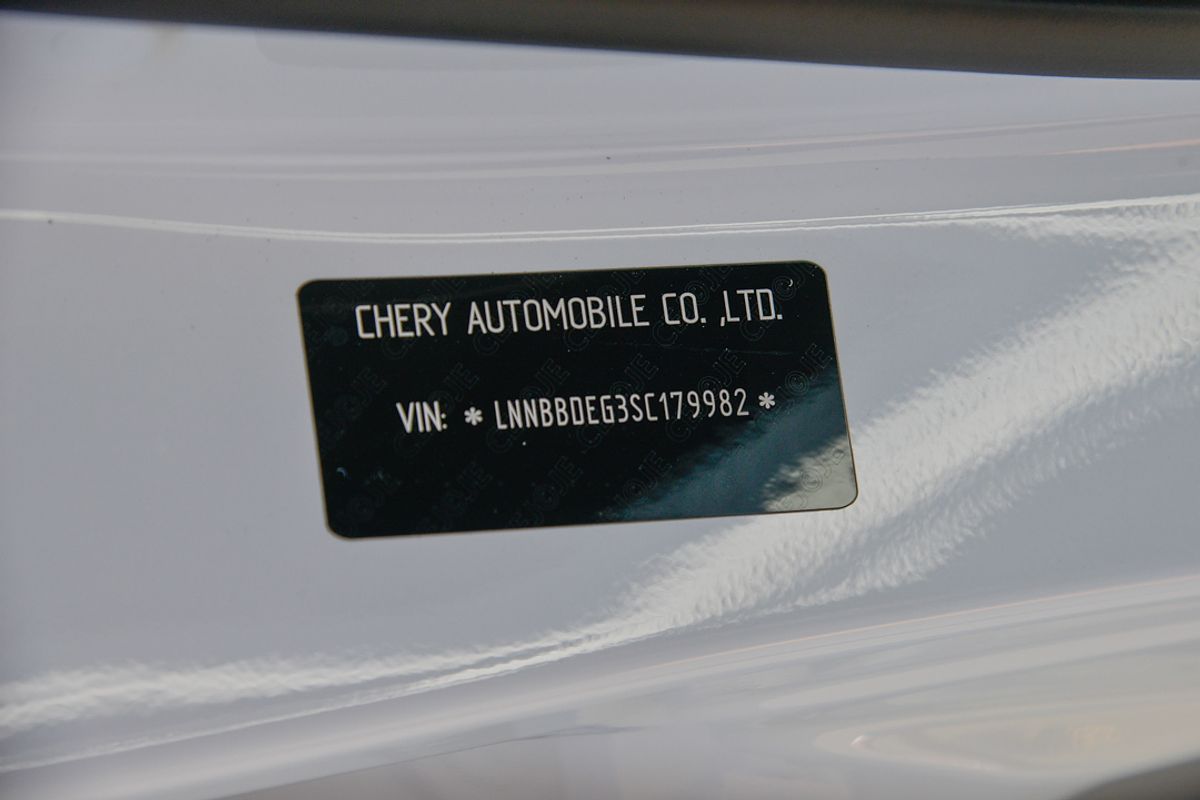 CHERY AUTOMOBILE CO. ,LTD.
VIN: * LNNBBDEG3SC179982 *